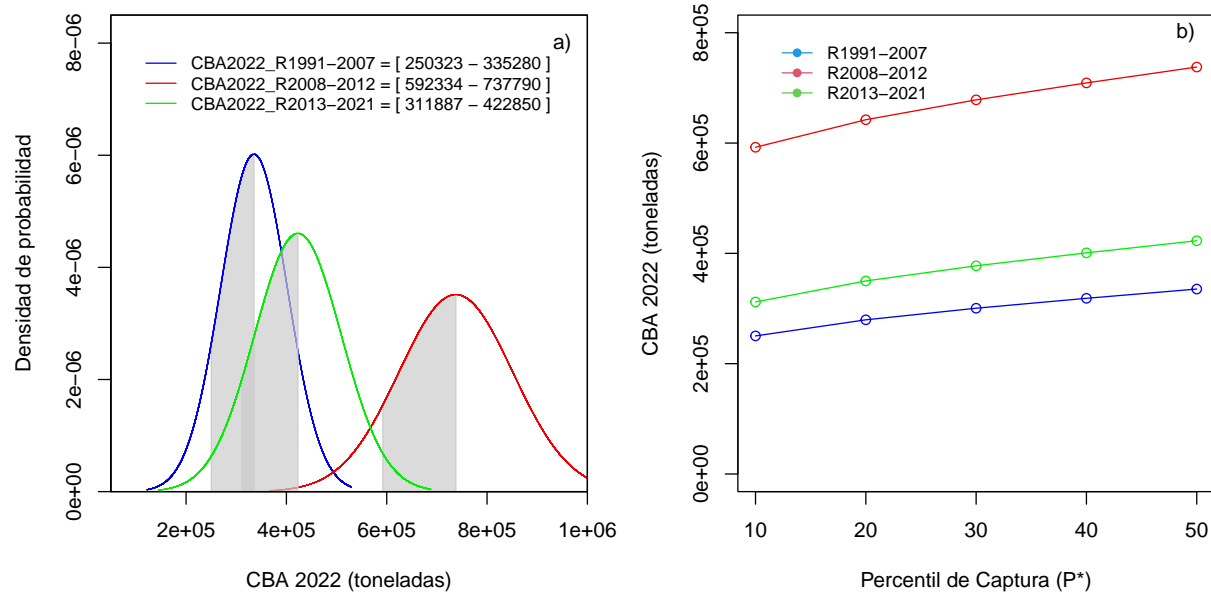 a)
CBA2022_R1991−2007 = [ 250323 − 335280 ]
CBA2022_R2008−2012 = [ 592334 − 737790 ]
CBA2022_R2013−2021 = [ 311887 − 422850 ]
Densidad de probabilidad
8e−06
6e−06
4e−06
2e−06
0e+00
2e+05 4e+05 6e+05 8e+05 1e+06
CBA 2022 (toneladas)
b)
R1991−2007
R2008−2012
R2013−2021
CBA 2022 (toneladas)
8e+05
6e+05
4e+05
2e+05
0e+00
10 20 30 40 50
Percentil de Captura (P*)